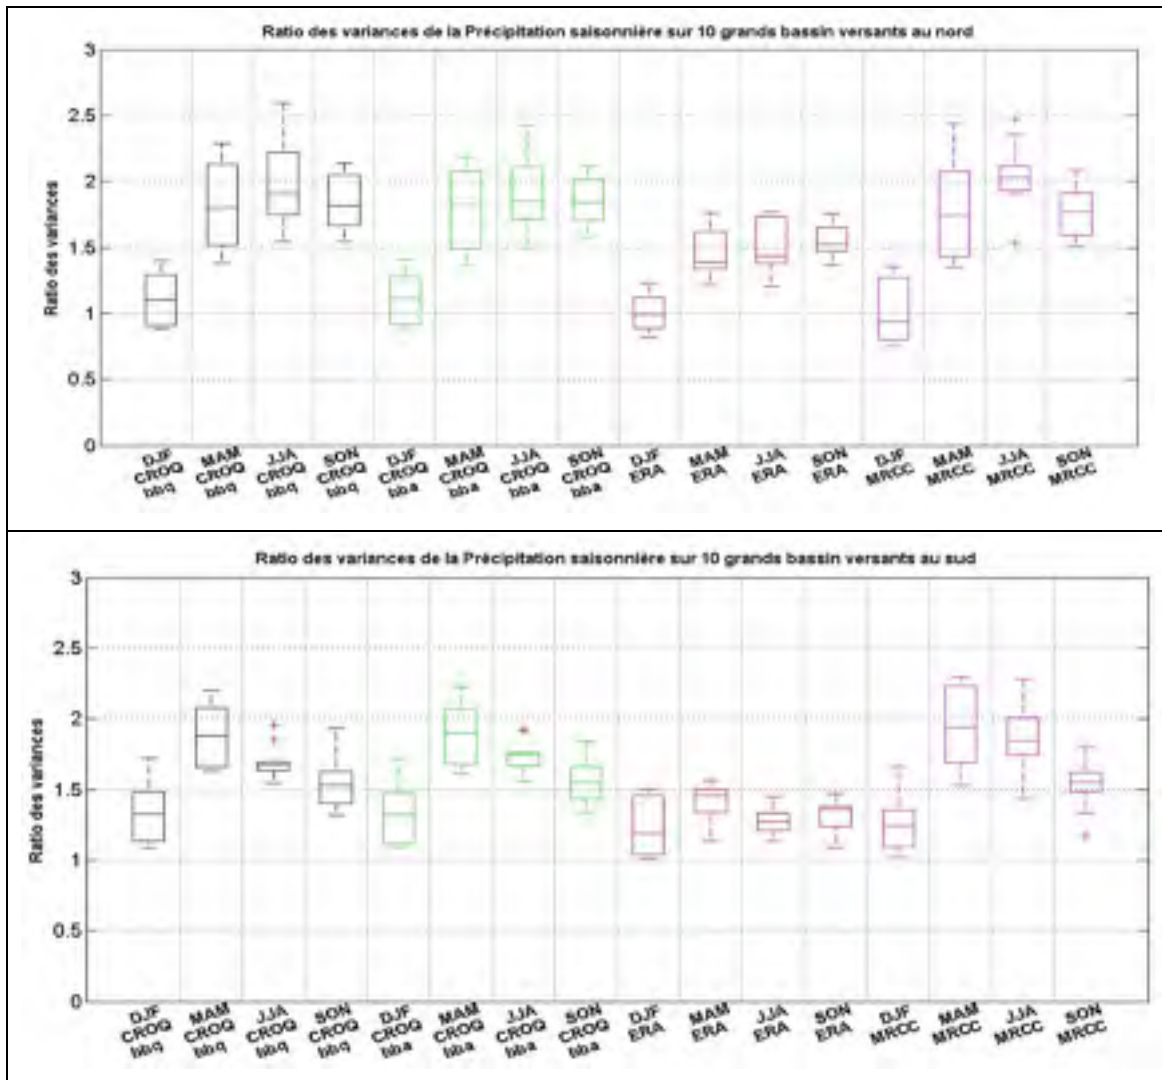 Ratio des variances de la Précipitation saisonnière sur 10 grands bassin versants au nord
3
2.5
2
1.5
1
0.5
0
Ratio des variances
DJF CROQ bbq
MAM CROQ bbq
JJA CROQ bbq
SON CROQ bbq
DJF CROQ bba
MAM CROQ bba
JJA CROQ bba
SON CROQ bba
DJF ERA
MAM ERA
JJA ERA
SON ERA
DJF MRCC
MAM MRCC
JJA MRCC
SON MRCC
Ratio des variances de la Précipitation saisonnière sur 10 grands bassin versants au sud
3
2.5
2
1.5
1
0.5
0
Ratio des variances
DJF CROQ bbq
MAM CROQ bbq
JJA CROQ bbq
SON CROQ bbq
DJF CROQ bba
MAM CROQ bba
JJA CROQ bba
SON CROQ bba
DJF ERA
MAM ERA
JJA ERA
SON ERA
DJF MRCC
MAM MRCC
JJA MRCC
SON MRCC